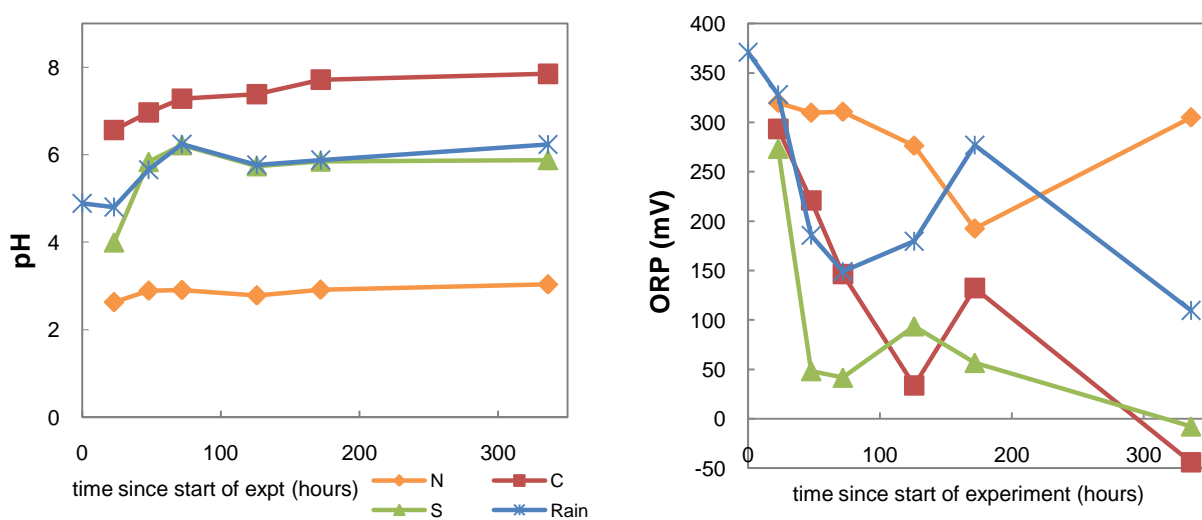 8
6
4
2
0
pH
0 100 200 300
time since start of expt (hours)
N C
S Rain
400
350
300
250
200
150
100
50
0
-50
ORP (mV)
0 100 200 300
time since start of experiment (hours)